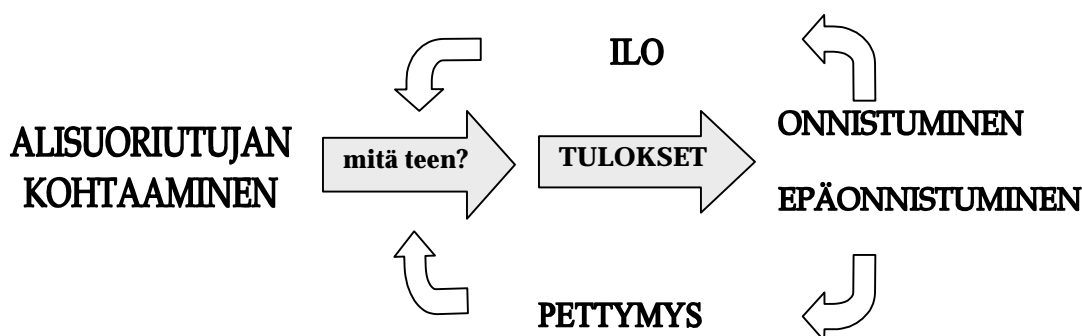 ILO
ALISUORIUTUJAN
KOHTAAMINEN
mitä teen?
TULOKSET
ONNISTUMINEN
EPÄONNISTUMINEN
PETTYMYS